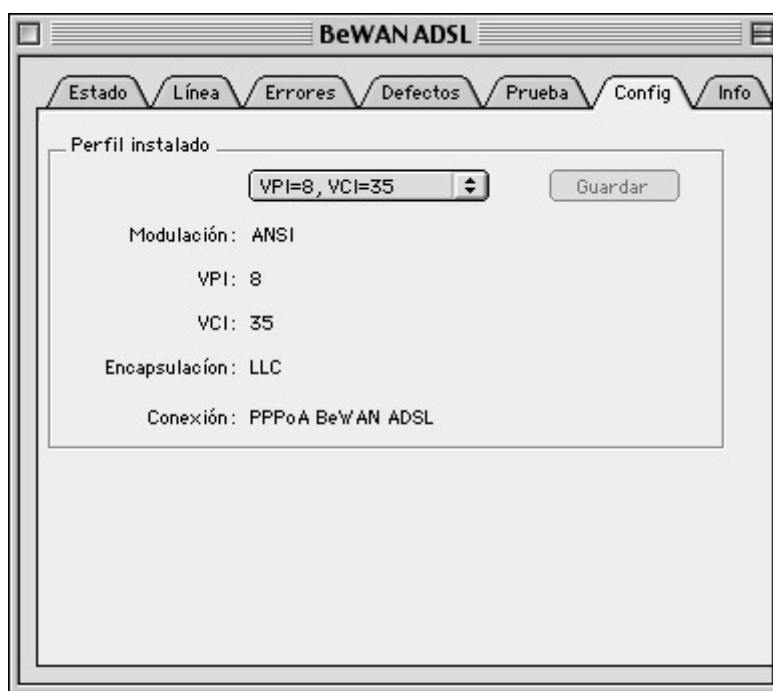 BeWAN ADSL
Estado Línea Errores Defectos Prueba Config Info
Perfil instalado
VPI=8, VCI=35 Guardar
Modulación: ANSI
VPI: 8
VCI: 35
Encapsulacíon: LLC
Conexión: PPPoA BeWAN ADSL